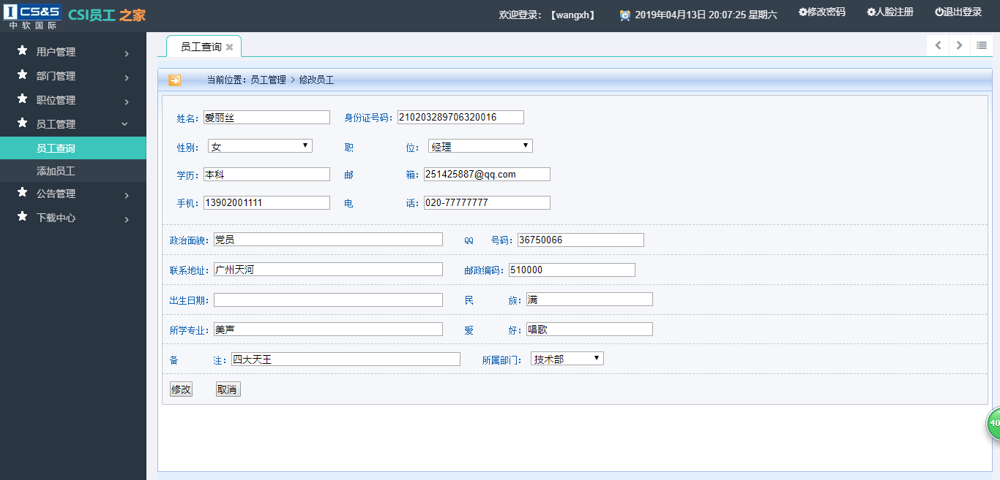 CS&S 中软国际 CSI员工 之家 欢迎登录：【wangxh】 2019年04月13日 20:07:25 星期六 修改密码 人脸注册 退出登录
用户管理
部门管理
职位管理
员工管理
员工查询
添加员工
公告管理
下载中心
员工查询
当前位置：员工管理 > 修改员工
姓名：爱丽丝 身份证号码：210203289706320016
性别：女 职 位：经理
学历：本科 邮 箱：251425887@qq.com
手机：13902001111 电 话：020-77777777
政治面貌：党员 QQ 号码：36750066
联系地址：广州天河 邮政编码：510000
出生日期： 民 族：满
所学专业：美声 爱 好：唱歌
备 注：四大天王 所属部门：技术部
修改 取消
40